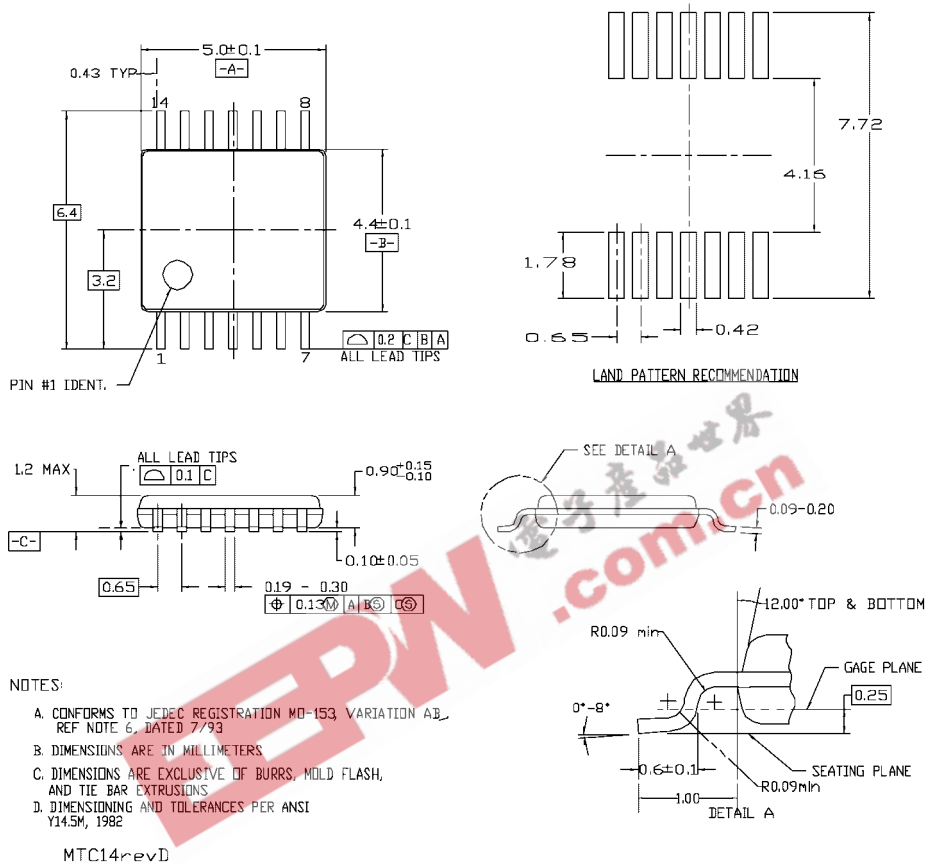 5.0±0.1
-A-
0.43 TYP
14 8
6.4
3.2
4.4±0.1
-B-
0.2 C B A
ALL LEAD TIPS
1 7
PIN #1 IDENT.
7.72
4.16
1.78
0.65
0.42
LAND PATTERN RECOMMENDATION
ALL LEAD TIPS
0.1 C
1.2 MAX
0.90+0.15
-0.10
-C-
0.10±0.05
0.65
0.19 - 0.30
0.13Ⓜ A BⓈ CⓈ
SEE DETAIL A
0.09-0.20
電子產品世界
EEPW.com.cn
12.00° TOP & BOTTOM
R0.09 min
GAGE PLANE
0.25
0°-8°
0.6±0.1
SEATING PLANE
R0.09min
1.00
DETAIL A
NOTES:
A. CONFORMS TO JEDEC REGISTRATION MO-153, VARIATION AB,
REF NOTE 6, DATED 7/93
B. DIMENSIONS ARE IN MILLIMETERS
C. DIMENSIONS ARE EXCLUSIVE OF BURRS, MOLD FLASH,
AND TIE BAR EXTRUSIONS
D. DIMENSIONING AND TOLERANCES PER ANSI
Y14.5M, 1982
MTC14revD